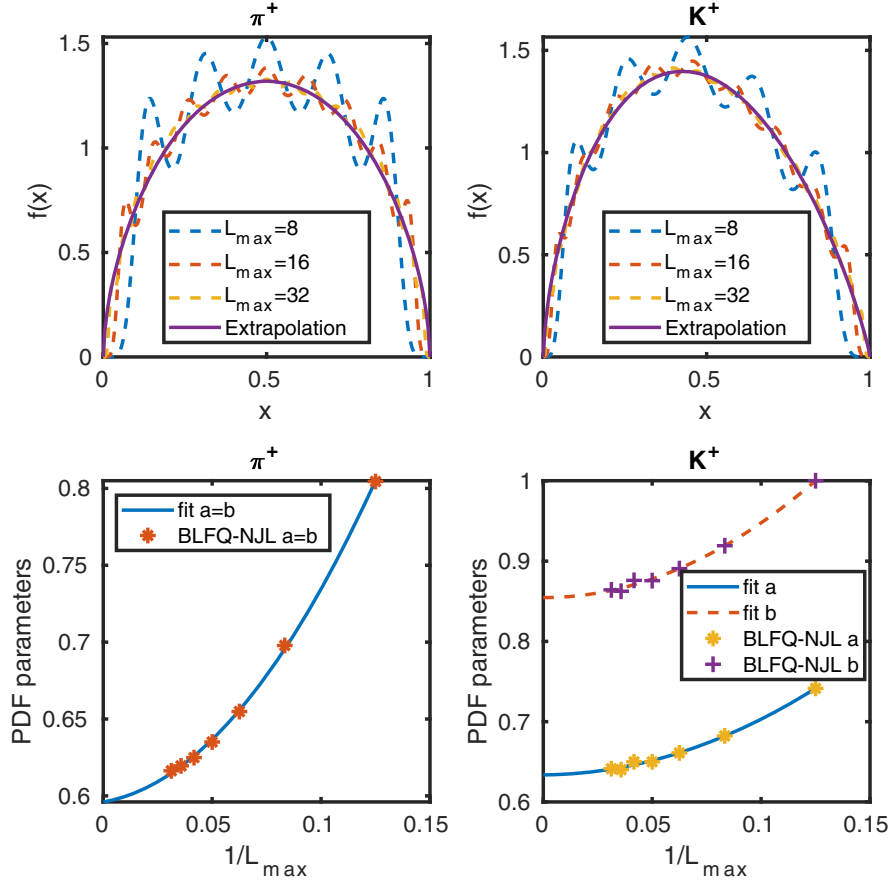 π+
1.5
1
0.5
0
f(x)
L max=8
L max=16
L max=32
Extrapolation
0
0.5
1
x
K+
1.5
1
0.5
0
f(x)
L max=8
L max=16
L max=32
Extrapolation
0
0.5
1
x
π+
0.8
0.75
0.7
0.65
0.6
PDF parameters
fit a=b
BLFQ-NJL a=b
0
0.05
0.1
0.15
1/L max
K+
1
0.9
0.8
0.7
0.6
PDF parameters
fit a
fit b
BLFQ-NJL a
BLFQ-NJL b
0
0.05
0.1
0.15
1/L max